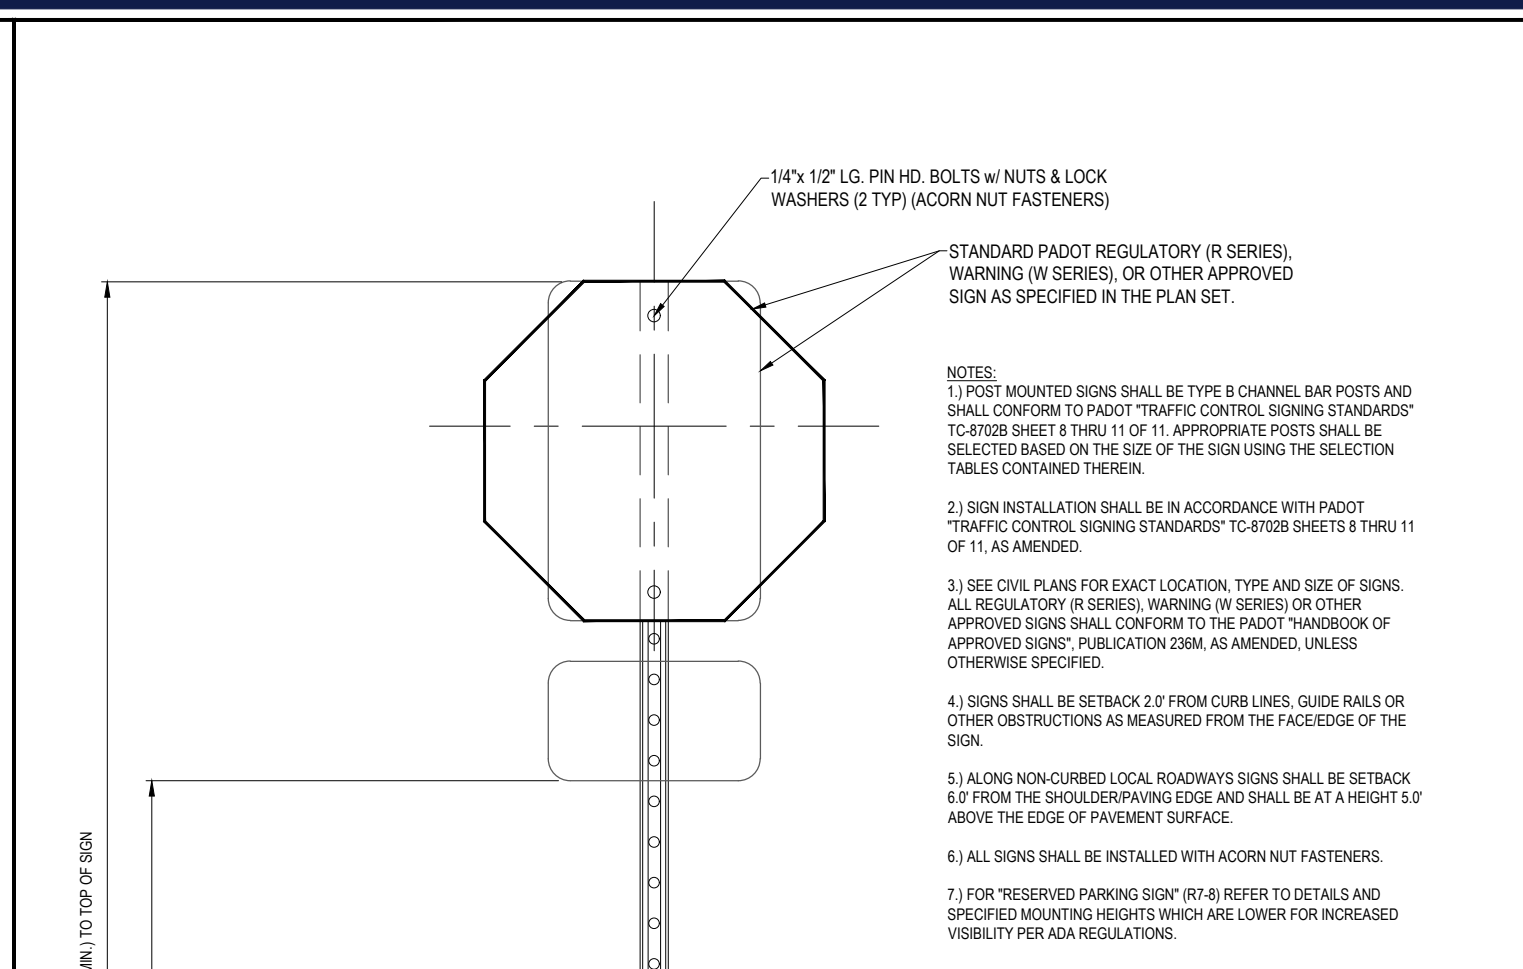 1/4"x 1/2" LG. PIN HD. BOLTS w/ NUTS & LOCK
WASHERS (2 TYP) (ACORN NUT FASTENERS)
STANDARD PADOT REGULATORY (R SERIES),
WARNING (W SERIES), OR OTHER APPROVED
SIGN AS SPECIFIED IN THE PLAN SET.
NOTES:
1.) POST MOUNTED SIGNS SHALL BE TYPE B CHANNEL BAR POSTS AND
SHALL CONFORM TO PADOT "TRAFFIC CONTROL SIGNING STANDARDS"
TC-8702B SHEET 8 THRU 11 OF 11. APPROPRIATE POSTS SHALL BE
SELECTED BASED ON THE SIZE OF THE SIGN USING THE SELECTION
TABLES CONTAINED THEREIN.
2.) SIGN INSTALLATION SHALL BE IN ACCORDANCE WITH PADOT
"TRAFFIC CONTROL SIGNING STANDARDS" TC-8702B SHEETS 8 THRU 11
OF 11, AS AMENDED.
3.) SEE CIVIL PLANS FOR EXACT LOCATION, TYPE AND SIZE OF SIGNS.
ALL REGULATORY (R SERIES), WARNING (W SERIES) OR OTHER
APPROVED SIGNS SHALL CONFORM TO THE PADOT "HANDBOOK OF
APPROVED SIGNS", PUBLICATION 236M, AS AMENDED, UNLESS
OTHERWISE SPECIFIED.
4.) SIGNS SHALL BE SETBACK 2.0' FROM CURB LINES, GUIDE RAILS OR
OTHER OBSTRUCTIONS AS MEASURED FROM THE FACE/EDGE OF THE
SIGN.
5.) ALONG NON-CURBED LOCAL ROADWAYS SIGNS SHALL BE SETBACK
6.0' FROM THE SHOULDER/PAVING EDGE AND SHALL BE AT A HEIGHT 5.0'
ABOVE THE EDGE OF PAVEMENT SURFACE.
6.) ALL SIGNS SHALL BE INSTALLED WITH ACORN NUT FASTENERS.
7.) FOR "RESERVED PARKING SIGN" (R7-8) REFER TO DETAILS AND
SPECIFIED MOUNTING HEIGHTS WHICH ARE LOWER FOR INCREASED
VISIBILITY PER ADA REGULATIONS.
TO TOP OF SIGN